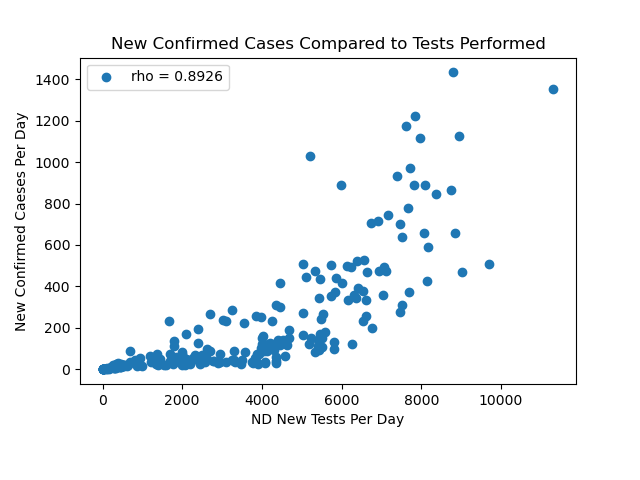 New Confirmed Cases Compared to Tests Performed
rho = 0.8926
1400
1200
1000
800
600
400
200
0
New Confirmed Caeses Per Day
0 2000 4000 6000 8000 10000
ND New Tests Per Day